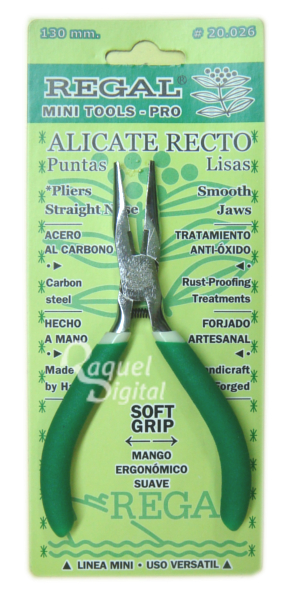 130 mm. # 20.026
REGAL®
MINI TOOLS - PRO
ALICATE RECTO
Puntas Lisas
*Pliers Smooth
Straight Jaws
ACERO TRATAMIENTO
AL CARBONO ANTI-ÓXIDO
Carbon Rust-Proofing
steel Treatments
HECHO FORJADO
A MANO ARTESANAL
Made
by Forged
Raquel
Digital
SOFT
GRIP
MANGO
ERGONÓMICO
SUAVE
REGA
LINEA MINI • USO VERSATIL